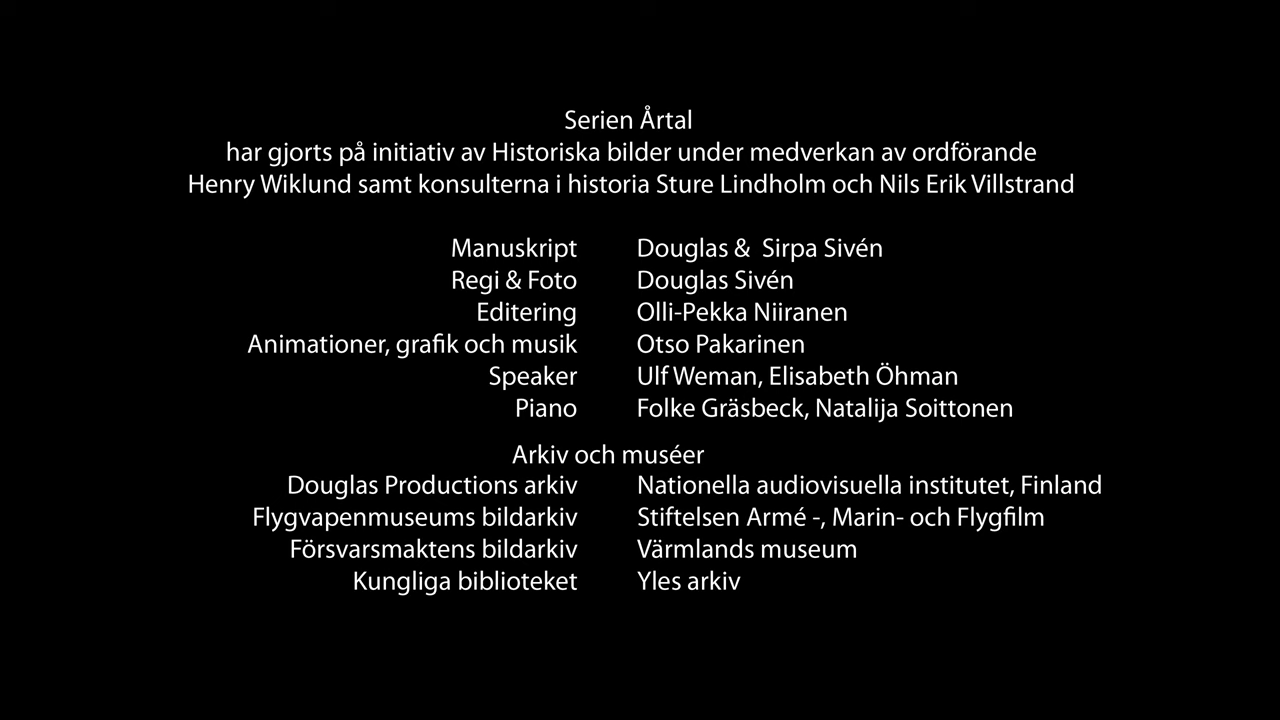 Serien Årtal
har gjorts på initiativ av Historiska bilder under medverkan av ordförande
Henry Wiklund samt konsulterna i historia Sture Lindholm och Nils Erik Villstrand
Manuskript Douglas & Sirpa Sivén
Regi & Foto Douglas Sivén
Editering Olli-Pekka Niiranen
Animationer, grafik och musik Otso Pakarinen
Speaker Ulf Weman, Elisabeth Öhman
Piano Folke Gräsbeck, Natalija Soittonen
Arkiv och muséer
Douglas Productions arkiv Nationella audiovisuella institutet, Finland
Flygvapenmuseums bildarkiv Stiftelsen Armé -, Marin- och Flygfilm
Försvarsmaktens bildarkiv Värmlands museum
Kungliga biblioteket Yles arkiv